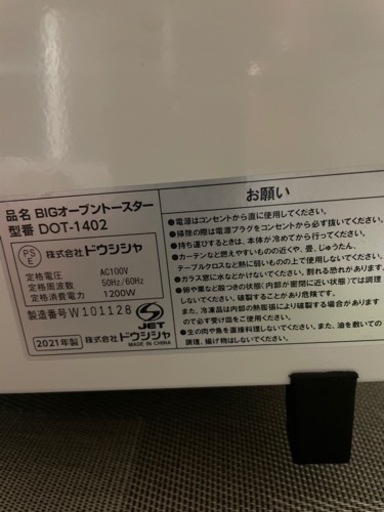 品名 BIGオーブントースター
型番 DOT-1402
PS E 株式会社ドウシシャ
定格電圧 AC100V
定格周波数 50Hz/60Hz
定格消費電力 1200W
製造番号 W101128
S JET
2021年製 株式会社ドウシシャ MADE IN CHINA
お願い
●電源はコンセントから直に使用してください。
●掃除の際は電源プラグをコンセントから必ず抜いてください。
●持ち運びするときは、本体が冷めてから行ってください。
●カーテンなど燃えやすいものの近くや、畳、じゅうたん、
テーブルクロスなど熱に弱いものの上で使用しないでください。
●ガラス窓に水などかけないでください。割れる恐れがあります。
●卵や栗など殻つきの状態(内部が密閉に近い状態)では調理
しないでください。破裂することがあり危険です。
また、冷凍品は内部の熱膨張により破裂する場合があります
ので必ず受け皿をご使用ください。
●生の肉や魚を直接料理しないでください。また、油を敷いての
調理、揚げ物はしないでください。